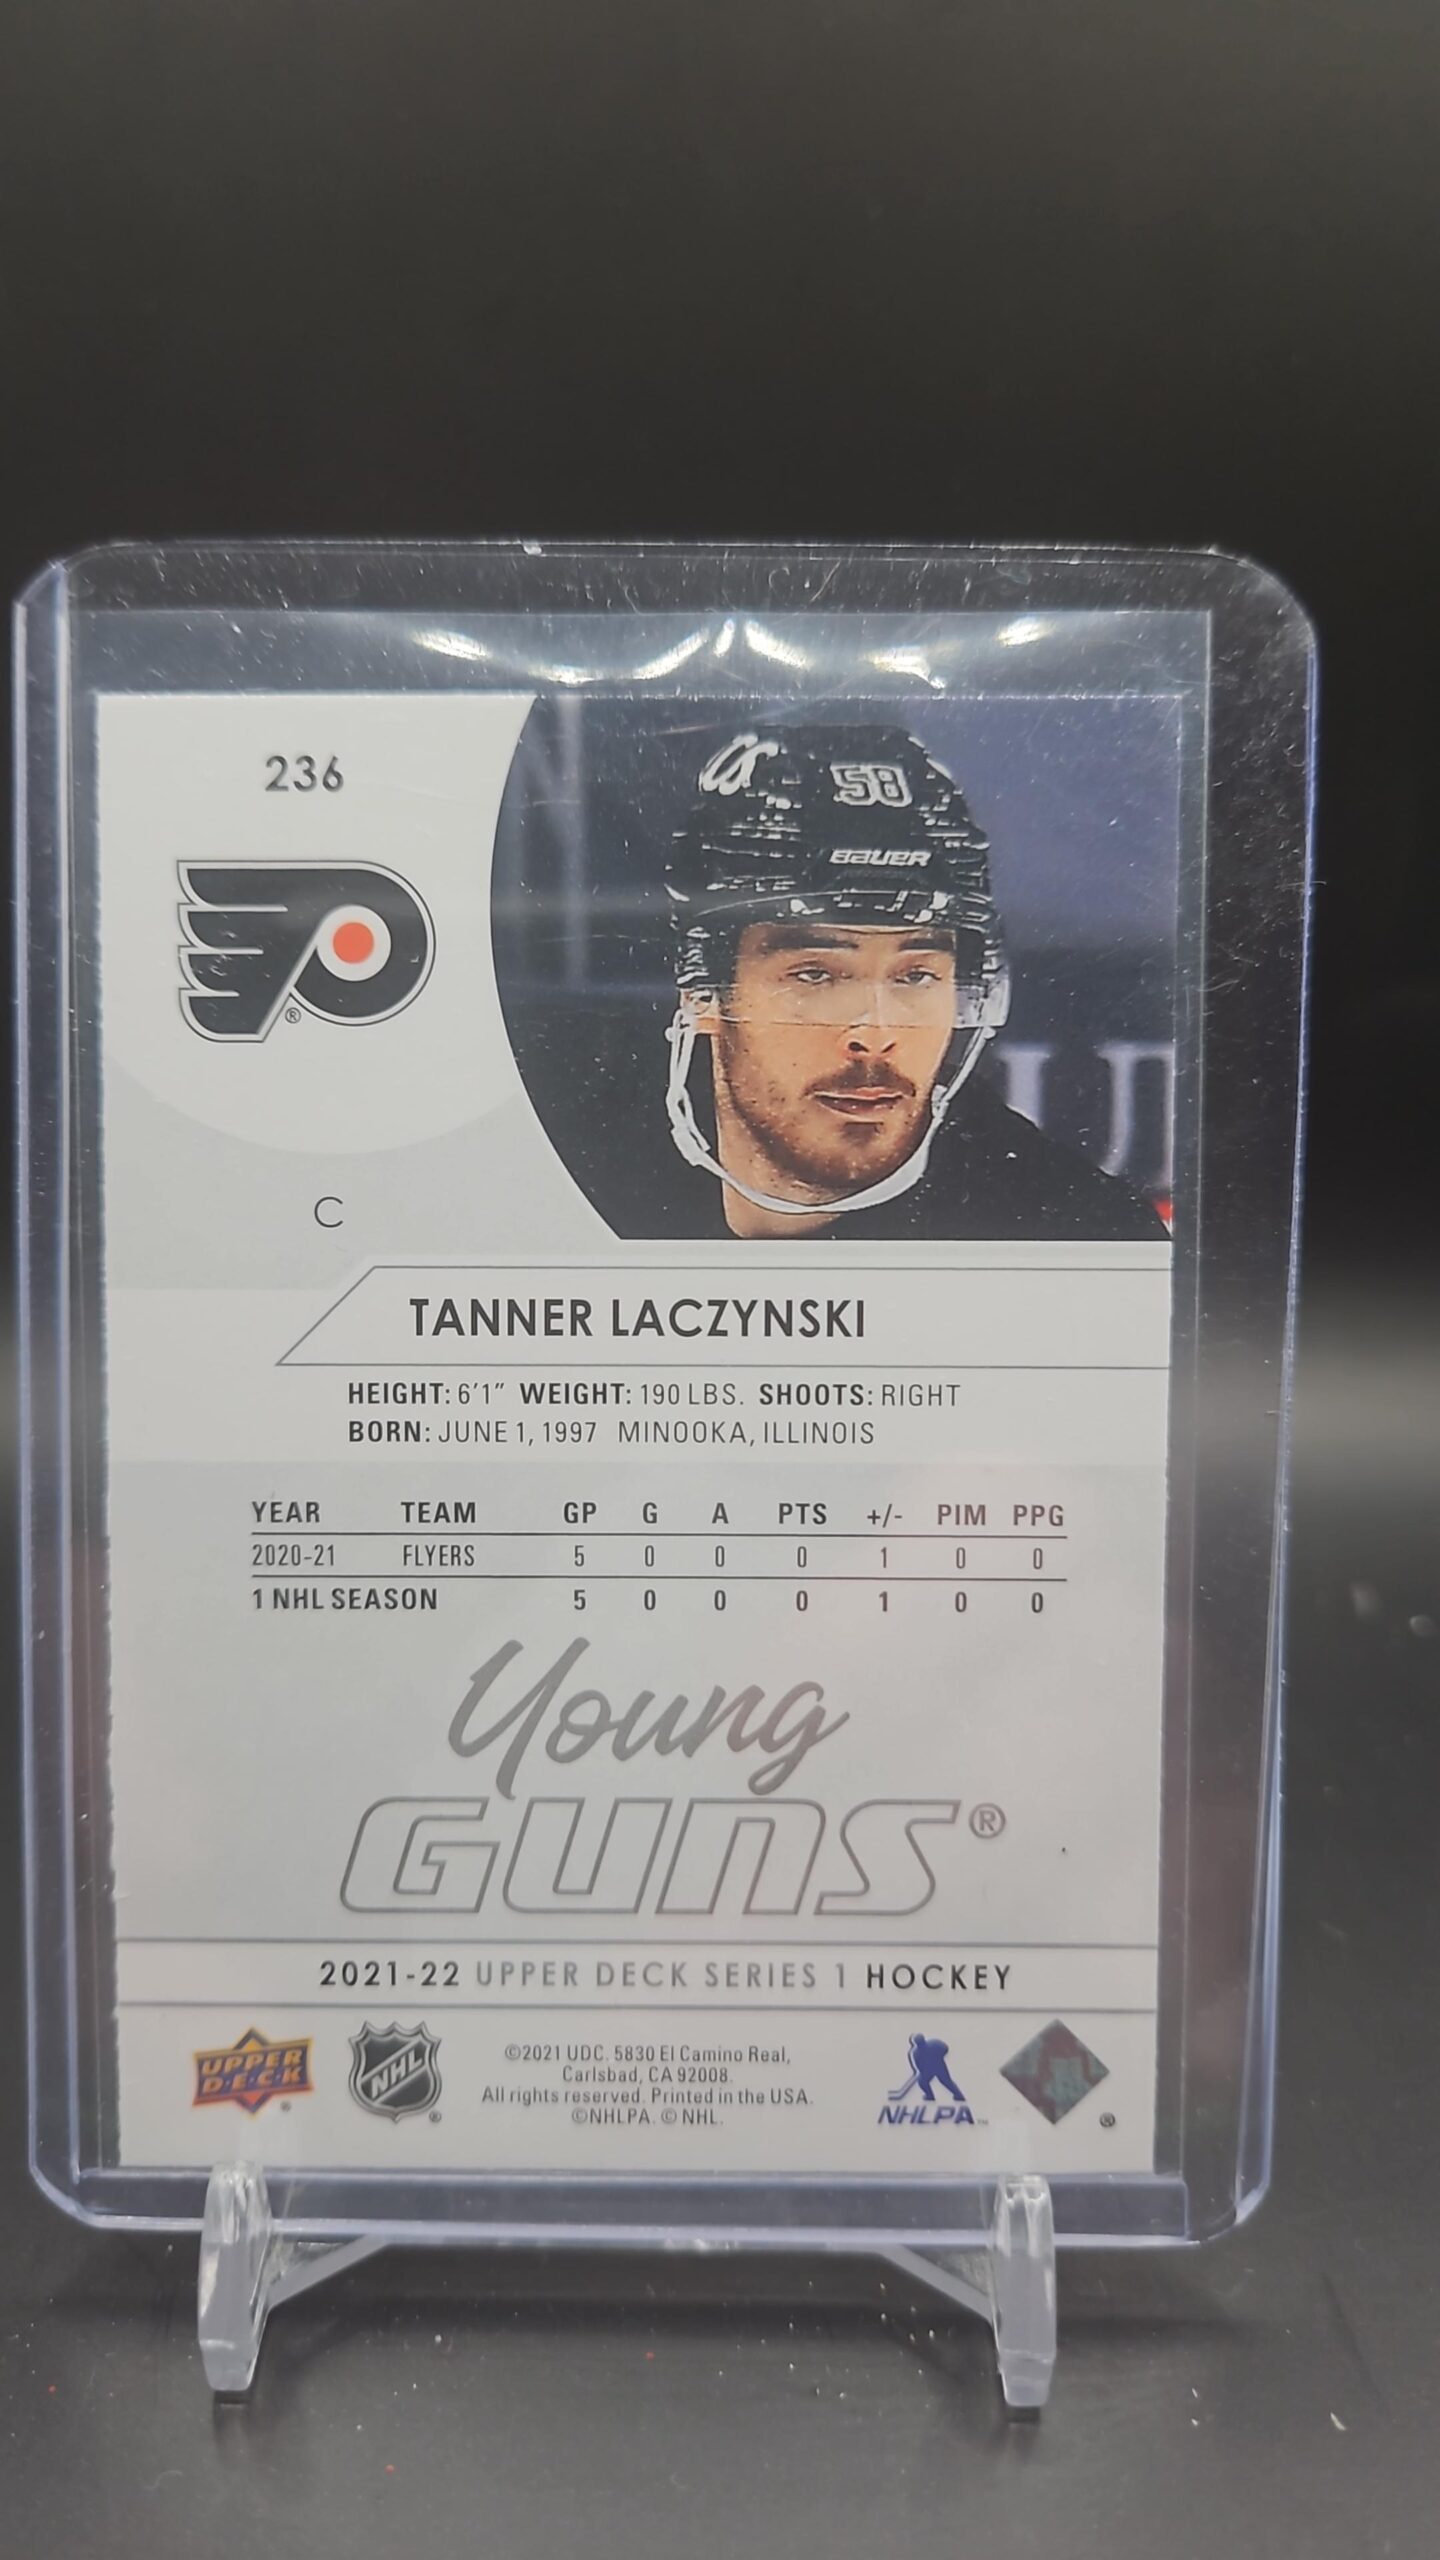 236
58
BAUER
®
C
TANNER LACZYNSKI
HEIGHT: 6'1" WEIGHT: 190 LBS. SHOOTS: RIGHT
BORN: JUNE 1, 1997 MINOOKA, ILLINOIS
YEAR TEAM GP G A PTS +/- PIM PPG
2020-21 FLYERS 5 0 0 0 1 0 0
1 NHL SEASON 5 0 0 0 1 0 0
Young
GUNS®
2021-22 UPPER DECK SERIES 1 HOCKEY
UPPER
D·E·C·K
®
NHL
®
©2021 UDC. 5830 El Camino Real,
Carlsbad, CA 92008.
All rights reserved. Printed in the USA.
©NHLPA. © NHL.
NHLPA™
®